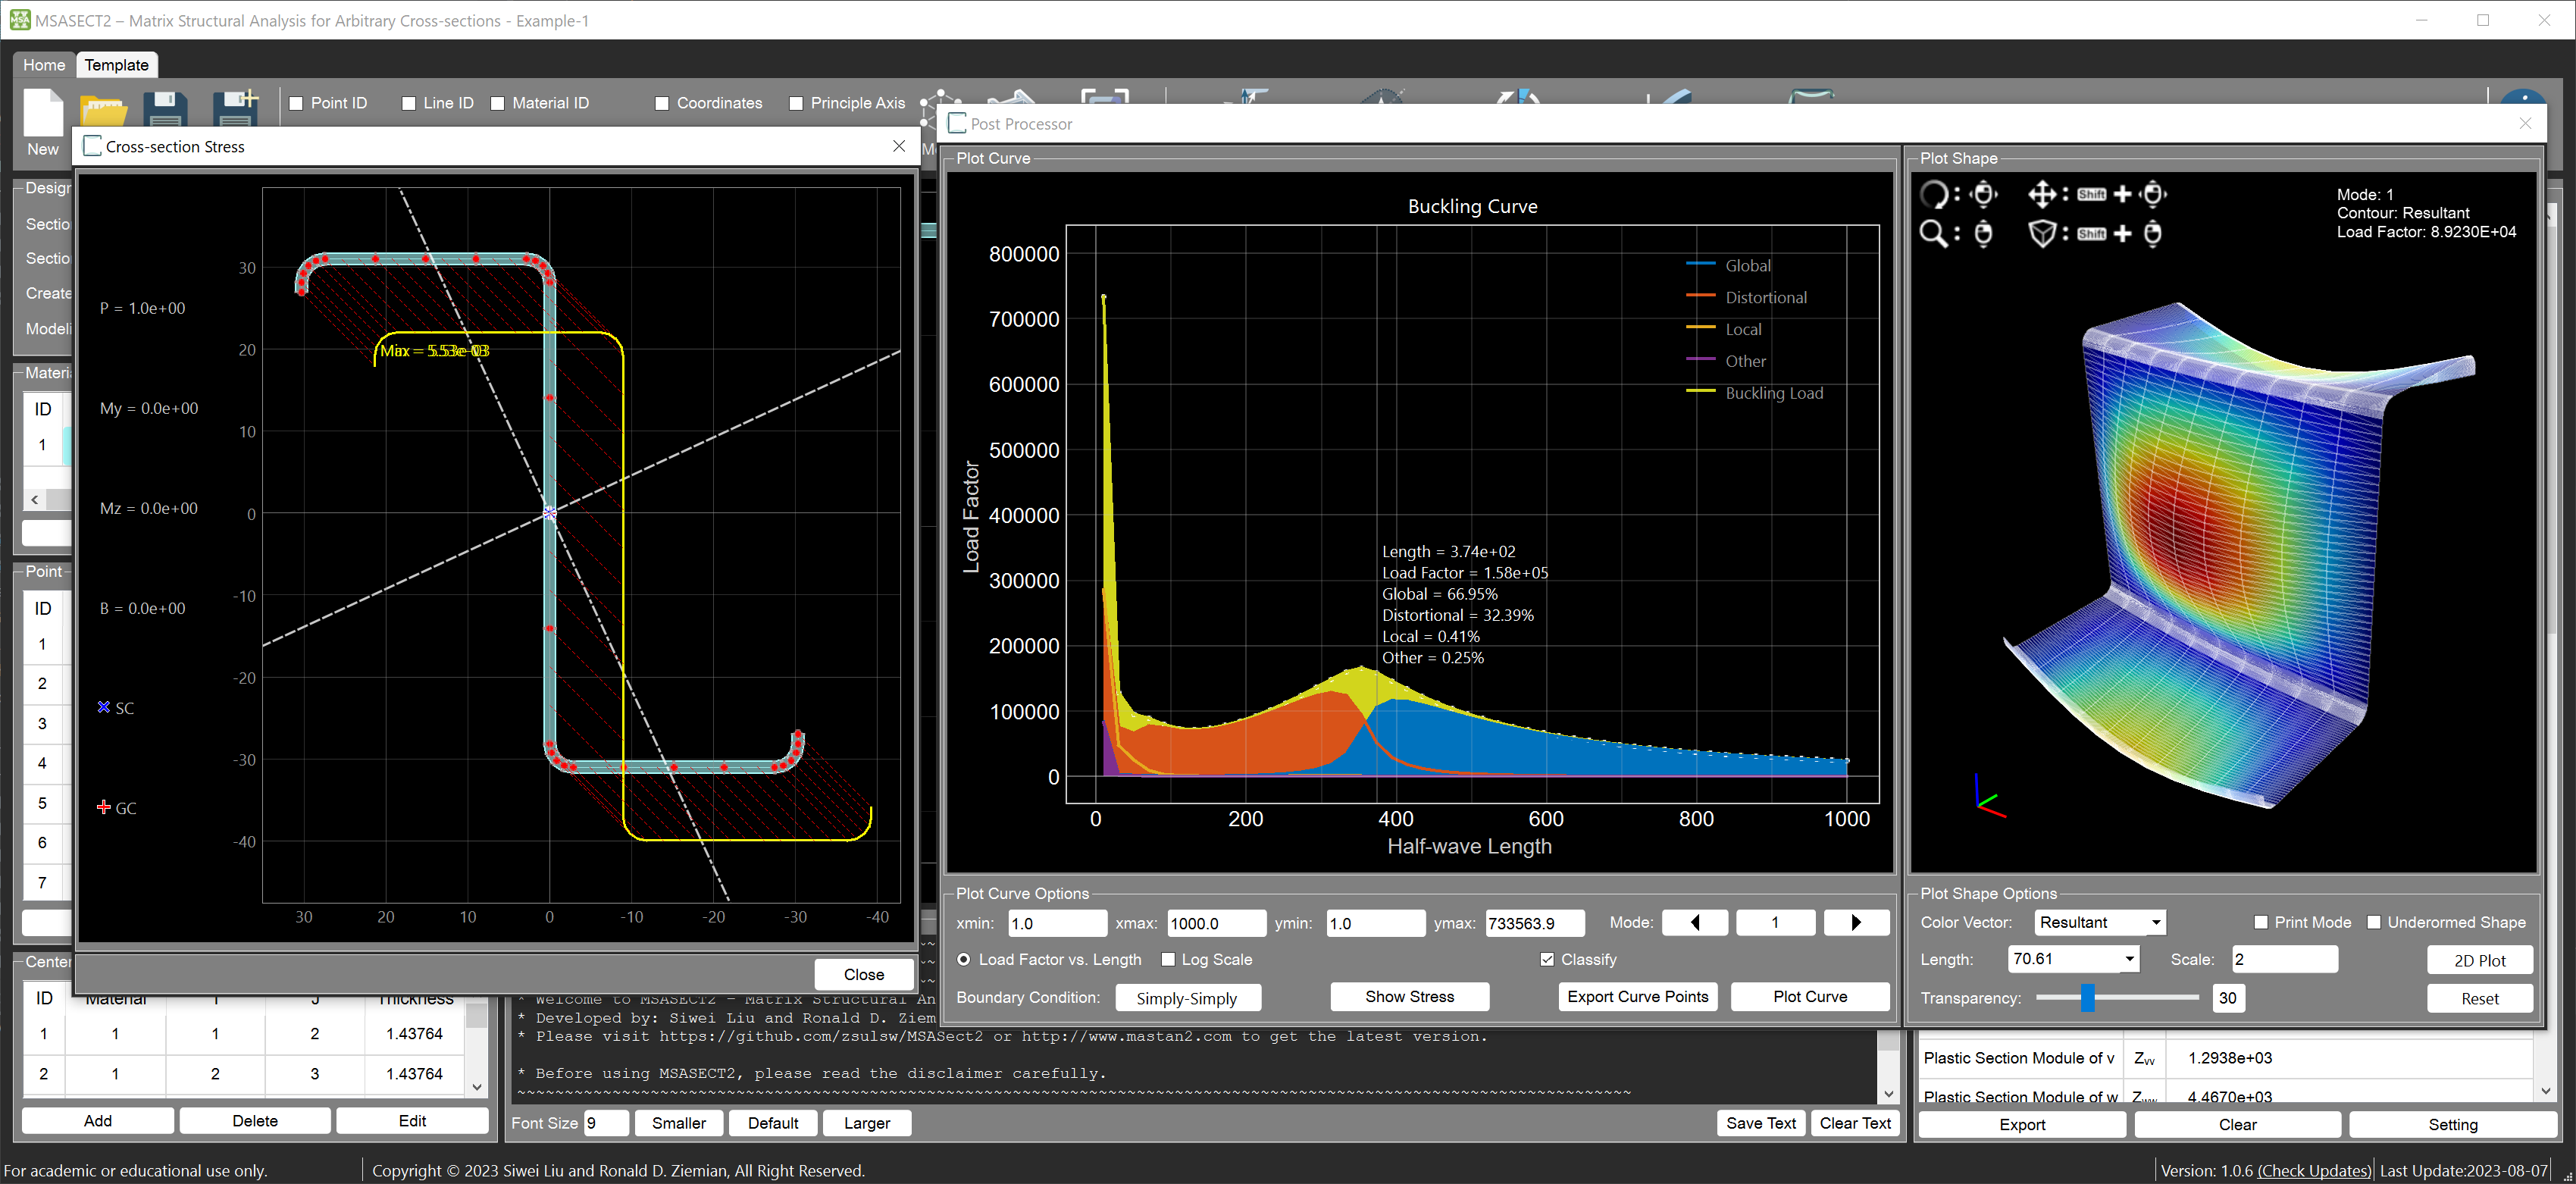 MSASECT2 – Matrix Structural Analysis for Arbitrary Cross-sections - Example-1
Home Template
New
Point ID Line ID Material ID Coordinates Principle Axis
Cross-section Stress
P = 1.0e+00
My = 0.0e+00
Mz = 0.0e+00
B = 0.0e+00
SC
GC
30
20
10
0
-10
-20
-30
-40
30 20 10 0 -10 -20 -30 -40
Close
Post Processor
Plot Curve
Buckling Curve
Load Factor
800000
700000
600000
500000
400000
300000
200000
100000
0
0 200 400 600 800 1000
Half-wave Length
Global
Distortional
Local
Other
Buckling Load
Length = 3.74e+02
Load Factor = 1.58e+05
Global = 66.95%
Distortional = 32.39%
Local = 0.41%
Other = 0.25%
Plot Curve Options
xmin: 1.0 xmax: 1000.0 ymin: 1.0 ymax: 733563.9 Mode: 1
Load Factor vs. Length Log Scale Classify
Boundary Condition: Simply-Simply Show Stress Export Curve Points Plot Curve
Plot Shape
Shift
Shift
Mode: 1
Contour: Resultant
Load Factor: 8.9230E+04
Plot Shape Options
Color Vector: Resultant Print Mode Underormed Shape
Length: 70.61 Scale: 2 2D Plot
Transparency: 30 Reset
Design
ID
1
Point
ID
1
2
3
4
5
6
7
Center
ID Material Thickness
1 1 1 2 1.43764
2 1 2 3 1.43764
Add Delete Edit
* Welcome to MSASECT2 – Matrix Structural An
* Developed by: Siwei Liu and Ronald D. Ziem
* Please visit https://github.com/zsulsw/MSASect2 or http://www.mastan2.com to get the latest version.
* Before using MSASECT2, please read the disclaimer carefully.
Font Size 9 Smaller Default Larger Save Text Clear Text
Plastic Section Module of v Zvv 1.2938e+03
Plastic Section Module of w Zww 4.4670e+03
Export Clear Setting
For academic or educational use only.
Copyright © 2023 Siwei Liu and Ronald D. Ziemian, All Right Reserved.
Version: 1.0.6 (Check Updates) Last Update:2023-08-07